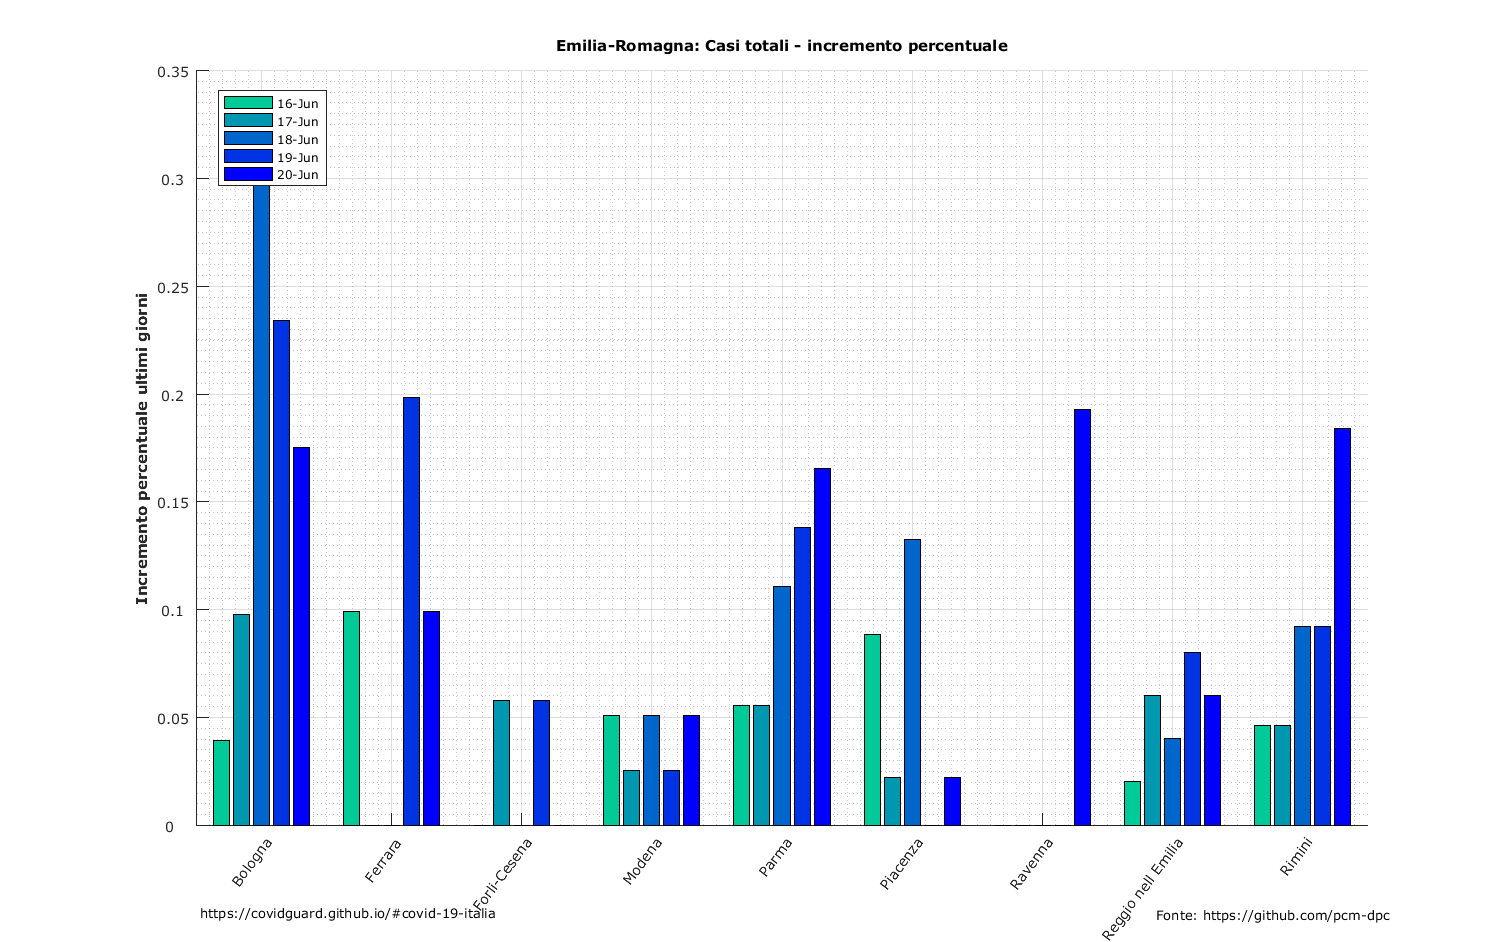 Emilia-Romagna: Casi totali - incremento percentuale
Incremento percentuale ultimi giorni
0.35
0.3
0.25
0.2
0.15
0.1
0.05
0
16-Jun
17-Jun
18-Jun
19-Jun
20-Jun
Bologna
Ferrara
Forlì-Cesena
Modena
Parma
Piacenza
Ravenna
Reggio nell Emilia
Rimini
https://covidguard.github.io/#covid-19-italia
Fonte: https://github.com/pcm-dpc